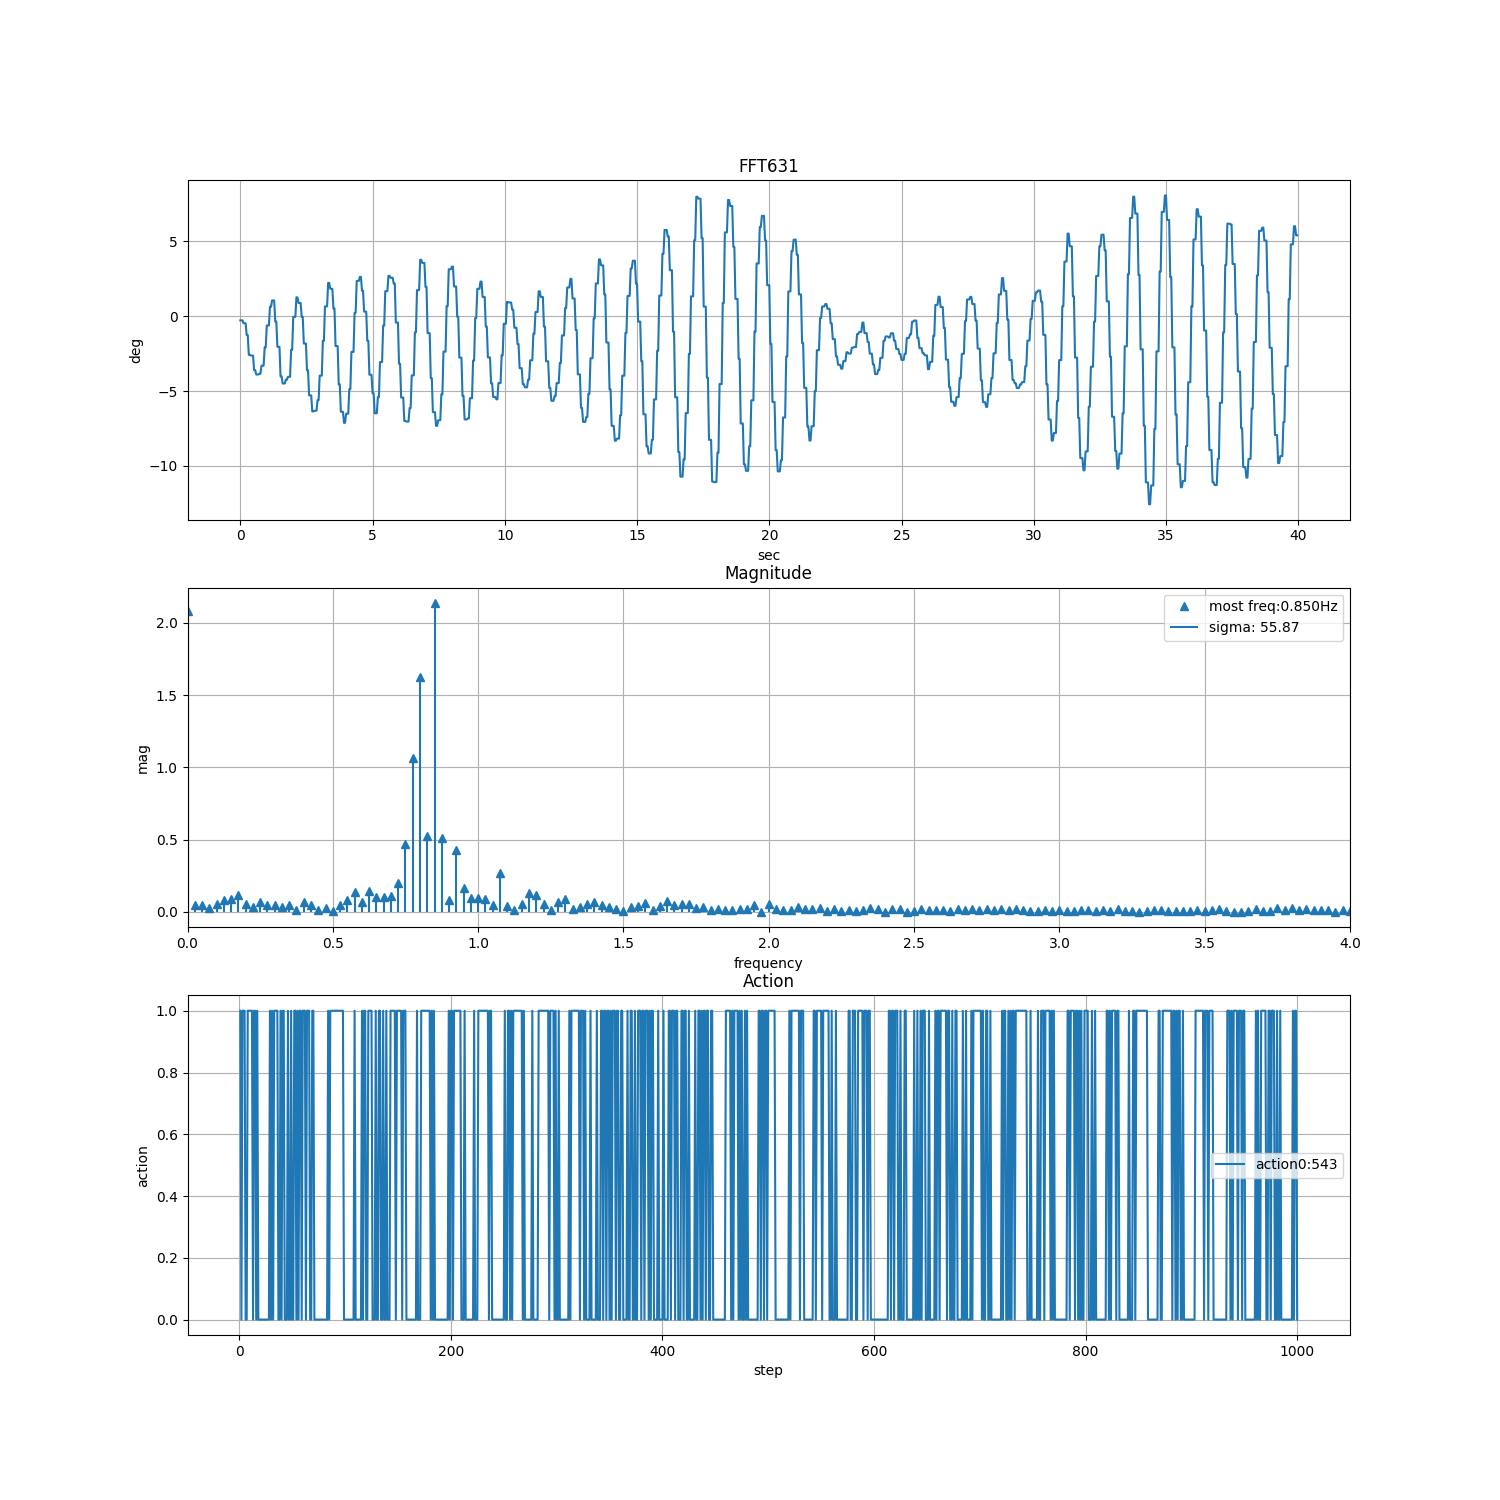 FFT631
5
0
−5
−10
deg
0 5 10 15 20 25 30 35 40
sec
Magnitude
most freq:0.850Hz
sigma: 55.87
2.0
1.5
1.0
0.5
0.0
mag
0.0 0.5 1.0 1.5 2.0 2.5 3.0 3.5 4.0
frequency
Action
1.0
0.8
0.6
0.4
0.2
0.0
action
action0:543
0 200 400 600 800 1000
step